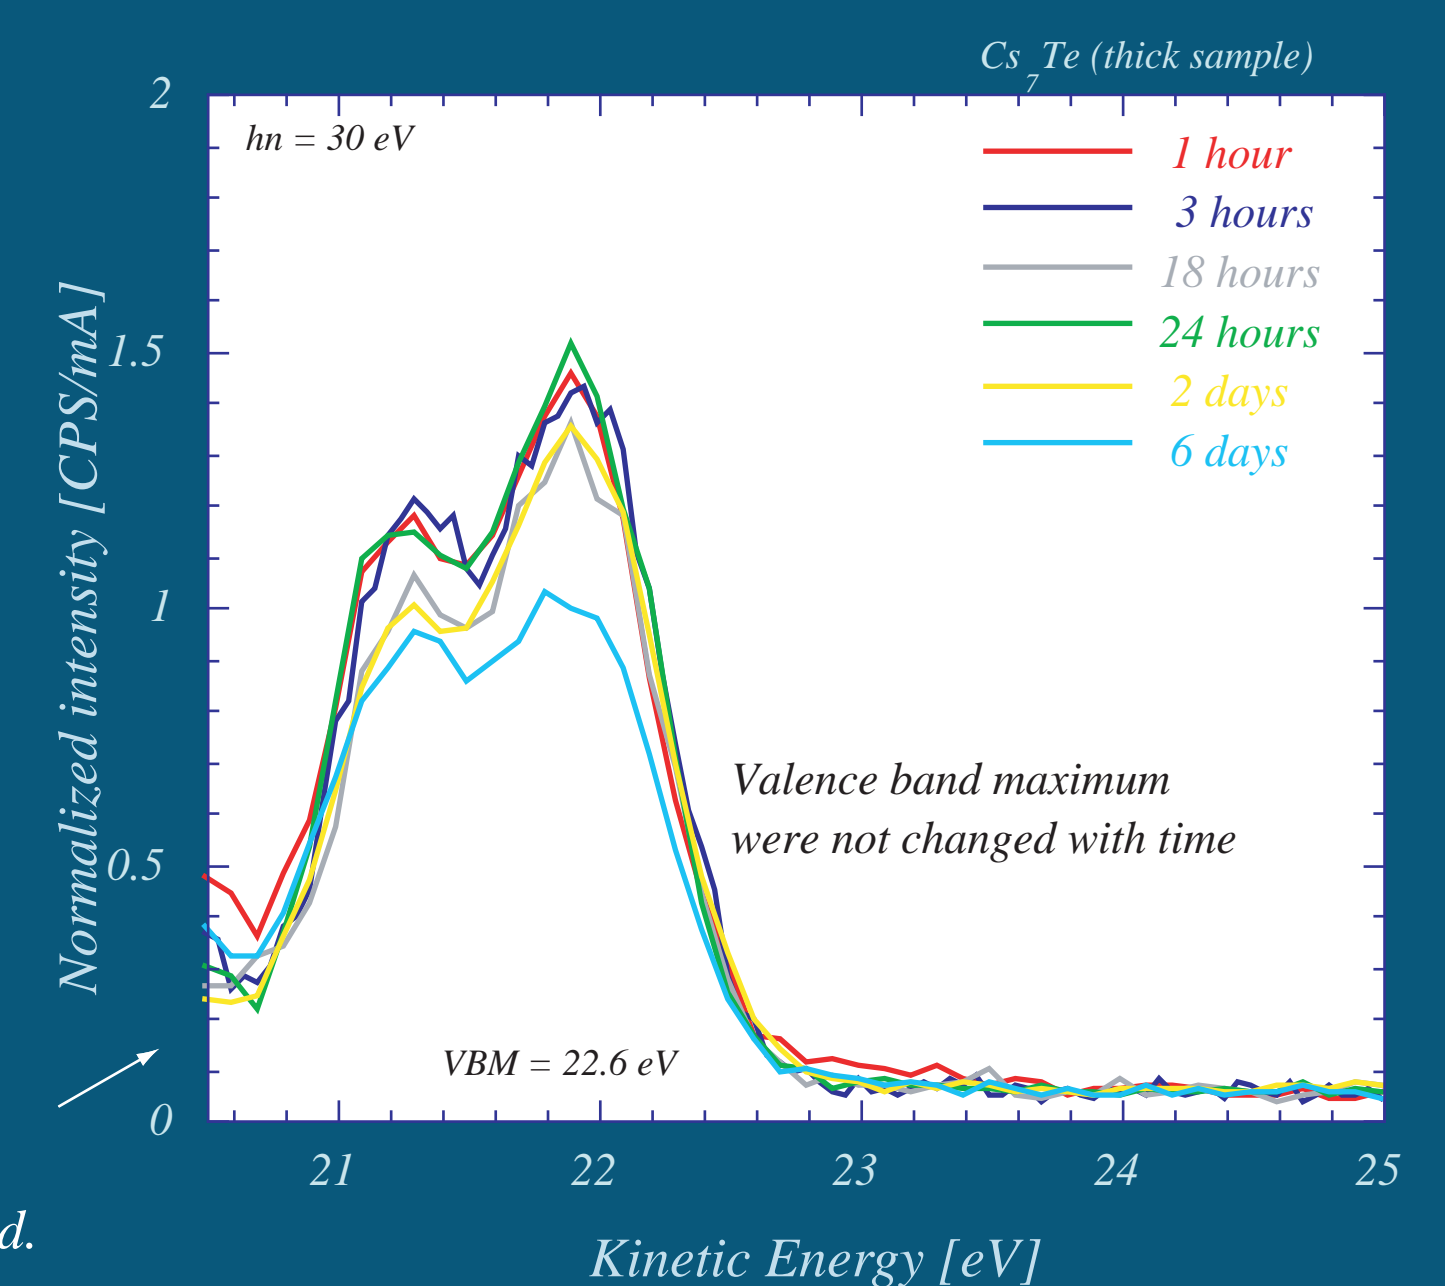 Cs7Te (thick sample)
hn = 30 eV
1 hour
3 hours
18 hours
24 hours
2 days
6 days
Valence band maximum
were not changed with time
VBM = 22.6 eV
Normalized intensity [CPS/mA]
2
1.5
1
0.5
0
21 22 23 24 25
Kinetic Energy [eV]
d.